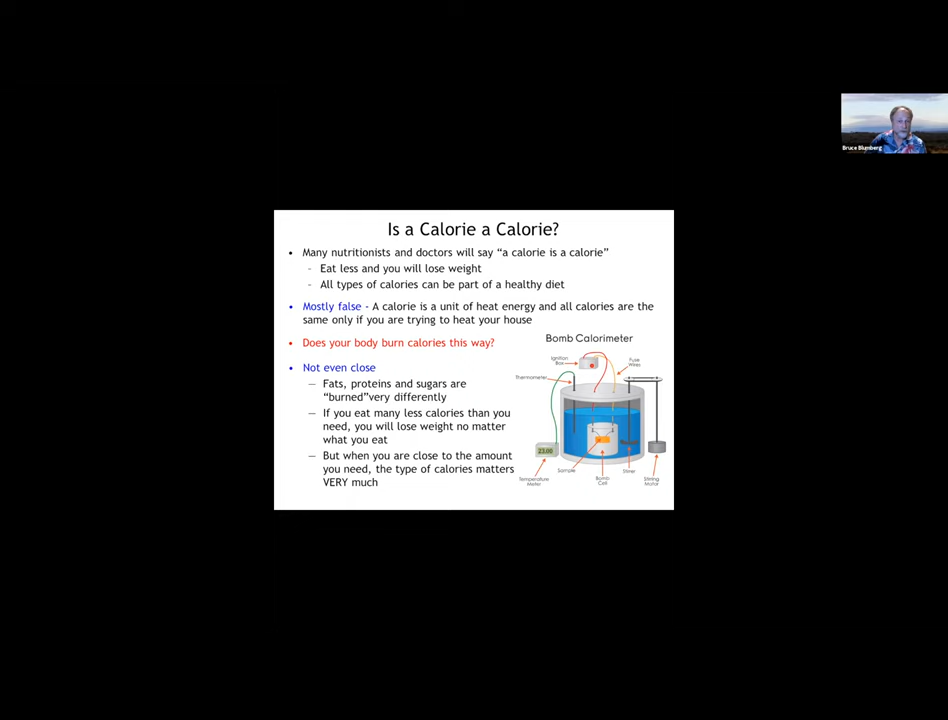 Bruce Blumberg
Is a Calorie a Calorie?
• Many nutritionists and doctors will say “a calorie is a calorie”
- Eat less and you will lose weight
- All types of calories can be part of a healthy diet
• Mostly false - A calorie is a unit of heat energy and all calories are the
same only if you are trying to heat your house
• Does your body burn calories this way?
• Not even close
— Fats, proteins and sugars are
“burned”very differently
— If you eat many less calories than you
need, you will lose weight no matter
what you eat
— But when you are close to the amount
you need, the type of calories matters
VERY much
Bomb Calorimeter
Ignition
Box
Fuse
Wires
Thermometer
23.00
Temperature
Meter
Sample
Bomb
Cell
Stirrer
Stirring
Motor